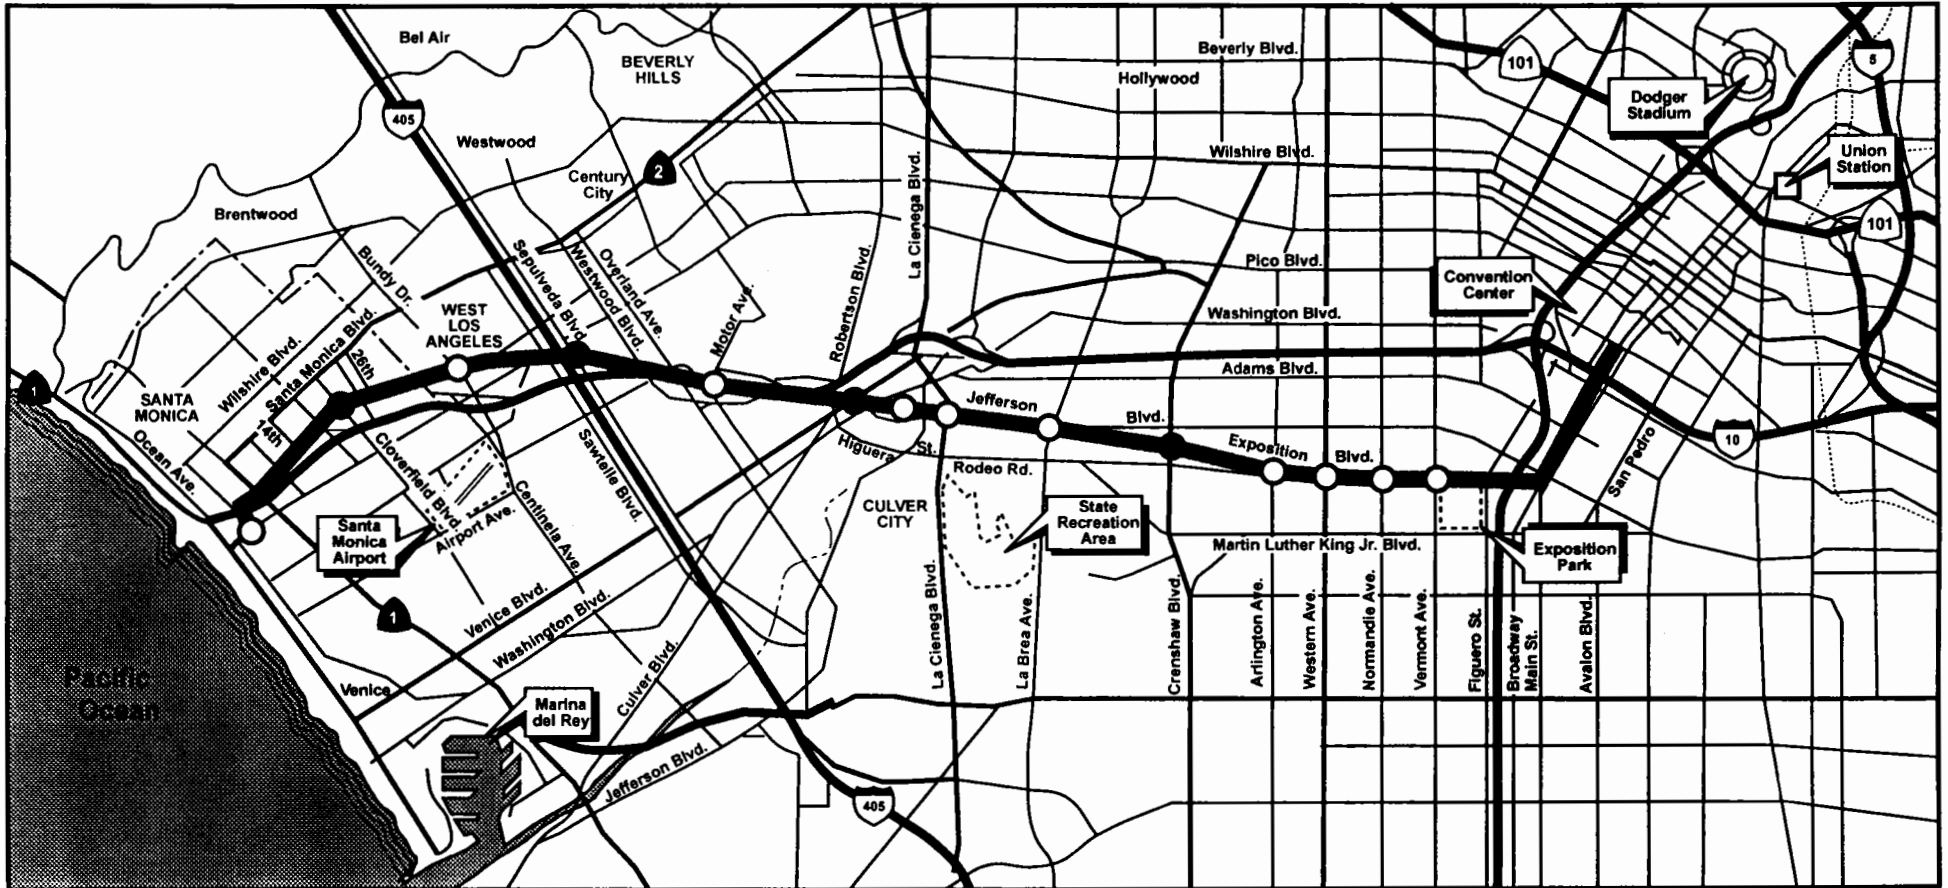 Bel Air
BEVERLY
HILLS
Beverly Blvd.
Hollywood
101
5
Dodger
Stadium
405
Westwood
Century
City
2
Wilshire Blvd.
Union
Station
La Cienega Blvd.
101
Brentwood
Bundy Dr.
Sepulveda Blvd.
Westwood Blvd.
Overland Ave.
Motor Ave.
Robertson Blvd.
Pico Blvd.
Convention
Center
WEST
LOS
ANGELES
Washington Blvd.
Adams Blvd.
Wilshire Blvd.
Santa Monica Blvd.
26th
14th
1
SANTA
MONICA
Ocean Ave.
Jefferson
Blvd.
Exposition
Blvd.
10
Higuera
St.
Rodeo Rd.
San Pedro
Cloverfield Blvd.
Airport Ave.
Centinela Ave.
Sawtelle Blvd.
Santa
Monica
Airport
CULVER
CITY
State
Recreation
Area
Exposition
Park
Martin Luther King Jr. Blvd.
1
Venice Blvd.
Washington Blvd.
Culver Blvd.
La Cienega Blvd.
La Brea Ave.
Crenshaw Blvd.
Arlington Ave.
Western Ave.
Normandie Ave.
Vermont Ave.
Figuero St.
Broadway
Main St.
Avalon Blvd.
Pacific
Ocean
Venice
Marina
del Rey
Jefferson Blvd.
405